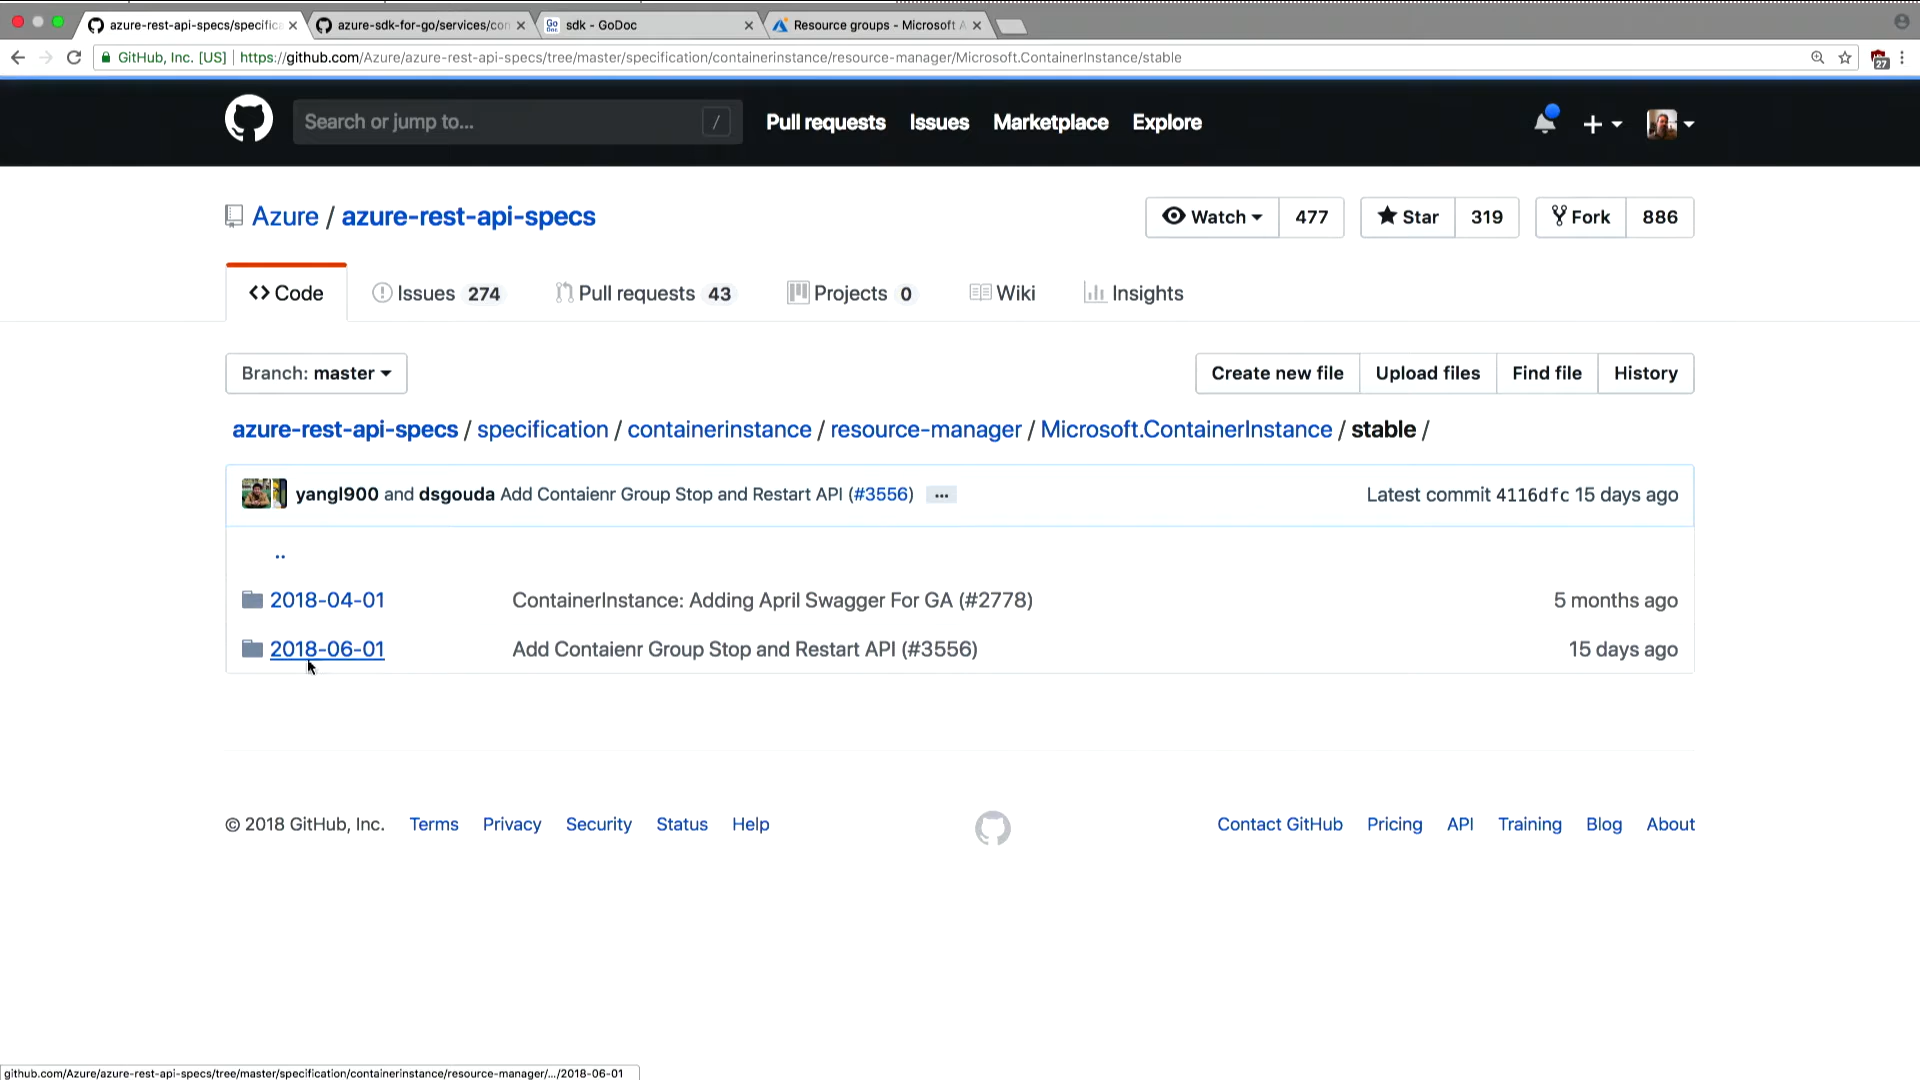 azure-rest-api-specs/specific
azure-sdk-for-go/services/con
Go Doc
sdk - GoDoc
Resource groups - Microsoft A
GitHub, Inc. [US] https://github.com/Azure/azure-rest-api-specs/tree/master/specification/containerinstance/resource-manager/Microsoft.ContainerInstance/stable
27
Search or jump to...
/
Pull requests Issues Marketplace Explore
Azure / azure-rest-api-specs
Watch 477 Star 319 Fork 886
Code Issues 274 Pull requests 43 Projects 0 Wiki Insights
Branch: master
Create new file Upload files Find file History
azure-rest-api-specs / specification / containerinstance / resource-manager / Microsoft.ContainerInstance / stable /
yangl900 and dsgouda Add Contaienr Group Stop and Restart API (#3556) ...
Latest commit 4116dfc 15 days ago
..
2018-04-01 ContainerInstance: Adding April Swagger For GA (#2778) 5 months ago
2018-06-01 Add Contaienr Group Stop and Restart API (#3556) 15 days ago
© 2018 GitHub, Inc. Terms Privacy Security Status Help
Contact GitHub Pricing API Training Blog About
github.com/Azure/azure-rest-api-specs/tree/master/specification/containerinstance/resource-manager/.../2018-06-01